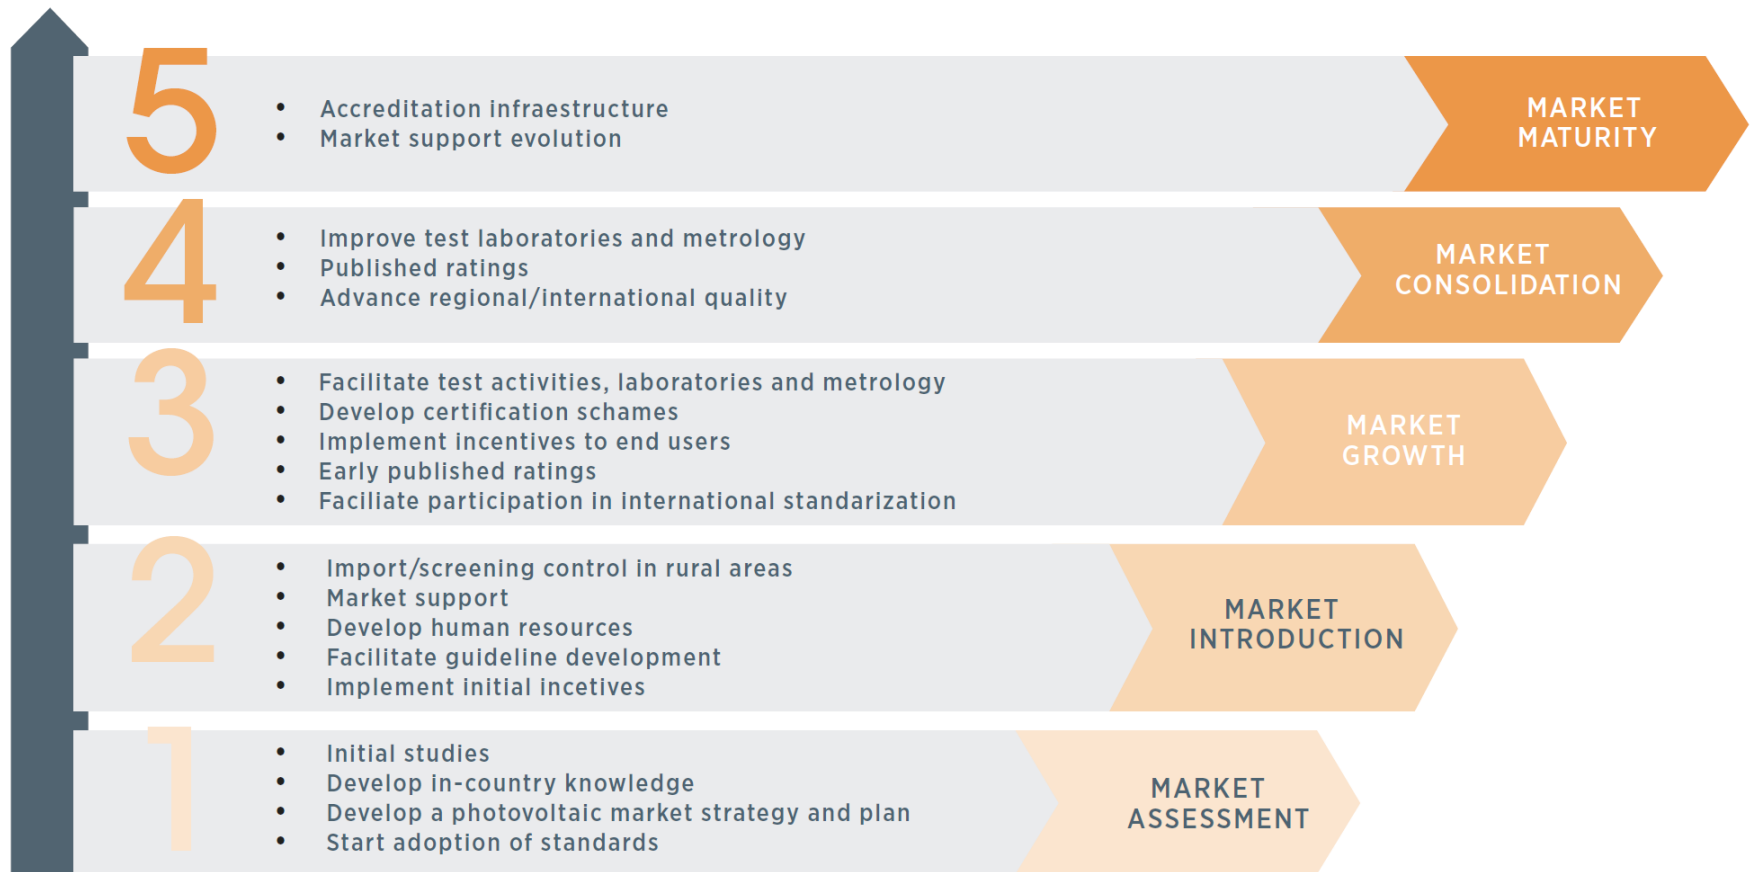 5
• Accreditation infraestructure
• Market support evolution
MARKET
MATURITY
4
• Improve test laboratories and metrology
• Published ratings
• Advance regional/international quality
MARKET
CONSOLIDATION
3
• Facilitate test activities, laboratories and metrology
• Develop certification schames
• Implement incentives to end users
• Early published ratings
• Faciliate participation in international standarization
MARKET
GROWTH
2
• Import/screening control in rural areas
• Market support
• Develop human resources
• Facilitate guideline development
• Implement initial incetives
MARKET
INTRODUCTION
1
• Initial studies
• Develop in-country knowledge
• Develop a photovoltaic market strategy and plan
• Start adoption of standards
MARKET
ASSESSMENT